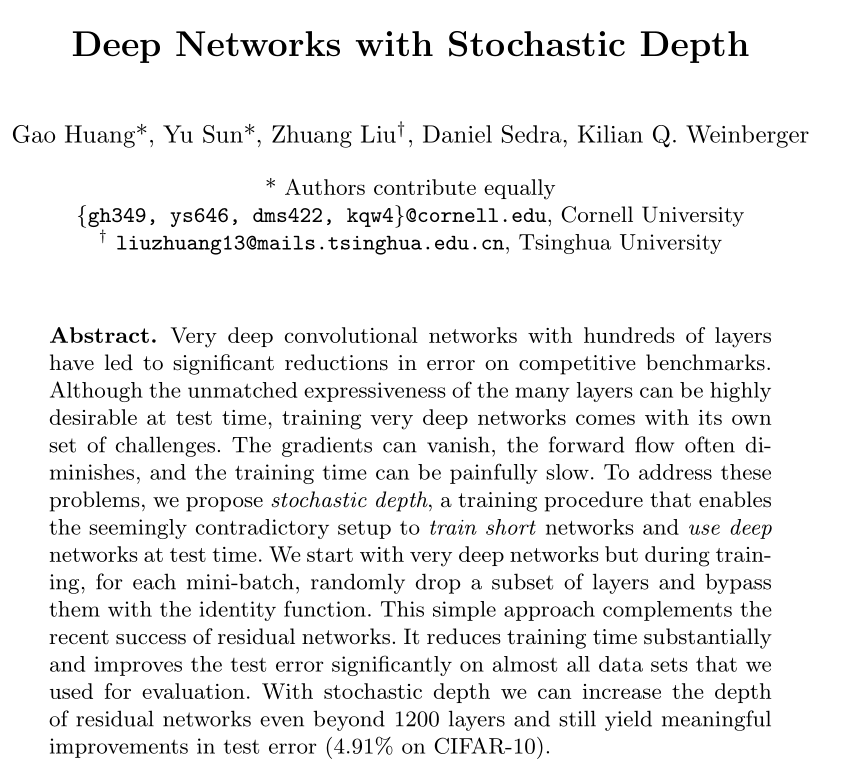 Deep Networks with Stochastic Depth
Gao Huang*, Yu Sun*, Zhuang Liu†, Daniel Sedra, Kilian Q. Weinberger
* Authors contribute equally
{gh349, ys646, dms422, kqw4}@cornell.edu, Cornell University
† liuzhuang13@mails.tsinghua.edu.cn, Tsinghua University
Abstract. Very deep convolutional networks with hundreds of layers
have led to significant reductions in error on competitive benchmarks.
Although the unmatched expressiveness of the many layers can be highly
desirable at test time, training very deep networks comes with its own
set of challenges. The gradients can vanish, the forward flow often di-
minishes, and the training time can be painfully slow. To address these
problems, we propose stochastic depth, a training procedure that enables
the seemingly contradictory setup to train short networks and use deep
networks at test time. We start with very deep networks but during train-
ing, for each mini-batch, randomly drop a subset of layers and bypass
them with the identity function. This simple approach complements the
recent success of residual networks. It reduces training time substantially
and improves the test error significantly on almost all data sets that we
used for evaluation. With stochastic depth we can increase the depth
of residual networks even beyond 1200 layers and still yield meaningful
improvements in test error (4.91% on CIFAR-10).